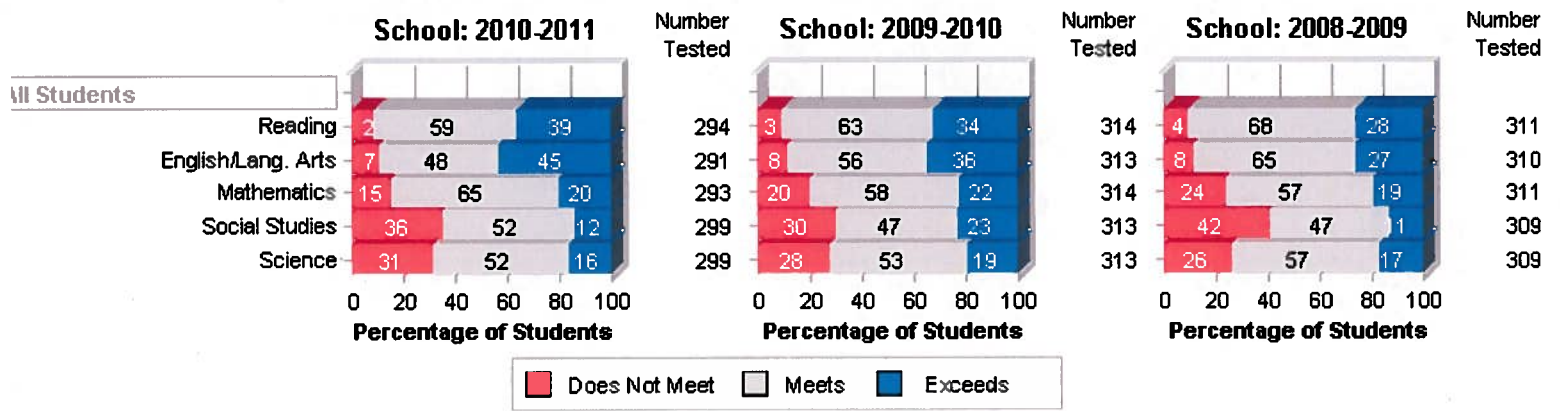 School: 2010-2011 Number Tested School: 2009-2010 Number Tested School: 2008-2009 Number Tested
All Students
Reading 2 59 39 294 3 63 34 314 4 68 28 311
English/Lang. Arts 7 48 45 291 8 56 36 313 8 65 27 310
Mathematics 15 65 20 293 20 58 22 314 24 57 19 311
Social Studies 36 52 12 299 30 47 23 313 42 47 1 309
Science 31 52 16 299 28 53 19 313 26 57 17 309
0 20 40 60 80 100 0 20 40 60 80 100 0 20 40 60 80 100
Percentage of Students Percentage of Students Percentage of Students
Does Not Meet Meets Exceeds